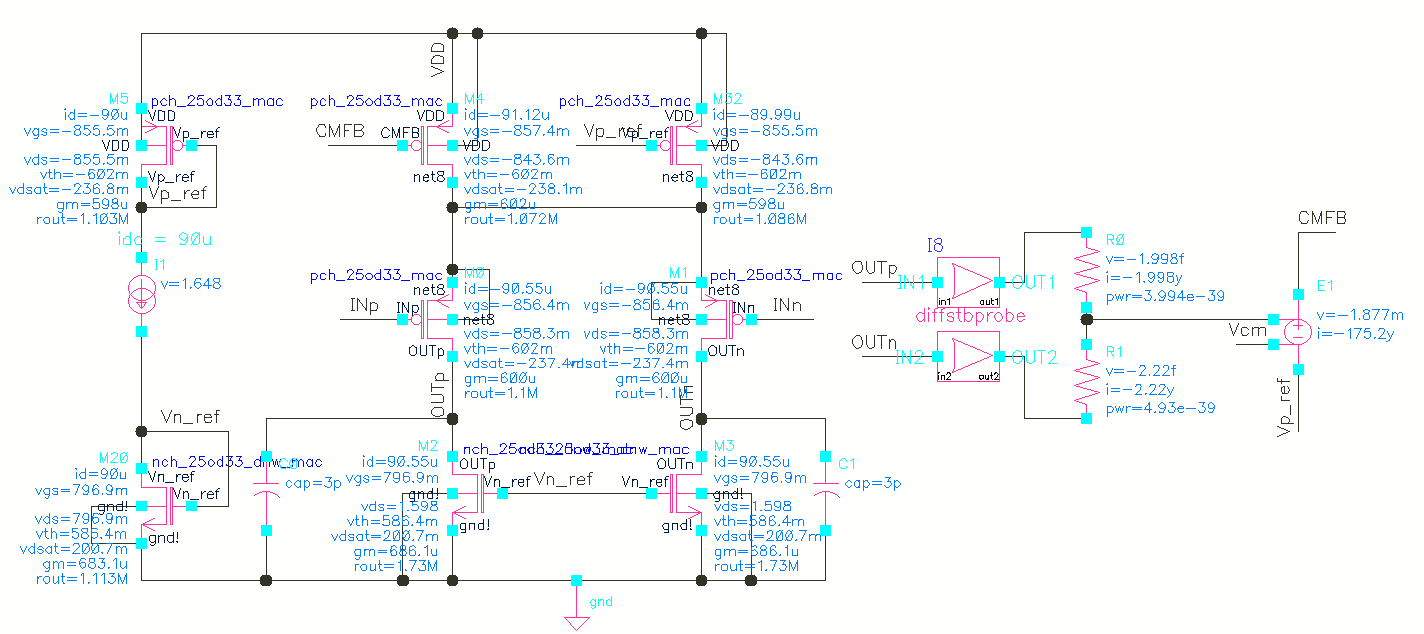 VDD
M5
pch_25od33_mac
id=-90u
VDD
vgs=-855.5m
Vp_ref
VDD
vds=-855.5m
vth=-602m
Vp_ref
vdsat=-236.8m
Vp_ref
gm=598u
rout=1.103M
pch_25od33_mac
M4
VDD
id=-91.12u
CMFB
CMFB
vgs=-857.4m
VDD
vds=-843.6m
vth=-602m
net8
vdsat=-238.1m
gm=602u
rout=1.072M
pch_25od33_mac
M32
VDD
id=-89.99u
Vp_ref
Vp_ref
vgs=-855.5m
VDD
vds=-843.6m
vth=-602m
net8
vdsat=-236.8m
gm=598u
rout=1.086M
idc = 90u
I1
v=1.648
pch_25od33_mac
M0
net8
id=-90.55u
INp
INp
vgs=-856.4m
net8
vds=-858.3m
vth=-602m
OUTp
vdsat=-237.4m
gm=600u
rout=1.1M
OUTp
M1
pch_25od33_mac
net8
id=-90.55u
INn
INn
vgs=-856.4m
net8
vds=-858.3m
vth=-602m
OUTn
vdsat=-237.4m
gm=600u
rout=1.1M
OUTn
Vn_ref
M20
nch_25od33_dnw_mac
id=90u
Vn_ref
vgs=796.9m
Vn_ref
gnd!
vds=796.9m
vth=586.4m
gnd!
vdsat=200.7m
gm=683.1u
rout=1.113M
cap=3p
M2
id=90.55u
OUTp
vgs=796.9m
Vn_ref
gnd!
vds=1.598
vth=586.4m
gnd!
vdsat=200.7m
gm=686.1u
rout=1.73M
Vn_ref
M3
OUTn
id=90.55u
Vn_ref
vgs=796.9m
gnd!
vds=1.598
vth=586.4m
gnd!
vdsat=200.7m
gm=686.1u
rout=1.73M
C1
cap=3p
gnd
I8
OUTp
IN1
in1
out1
OUT1
diffstbprobe
OUTn
IN2
in2
out2
OUT2
R0
v=-1.998f
i=-1.998y
pwr=3.994e-39
R1
v=-2.22f
i=-2.22y
pwr=4.93e-39
CMFB
E1
v=-1.877m
i=-175.2y
Vcm
Vp_ref